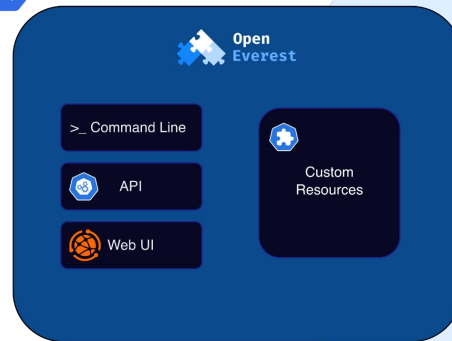 Open
Everest
>_ Command Line
API
Web UI
Custom
Resources